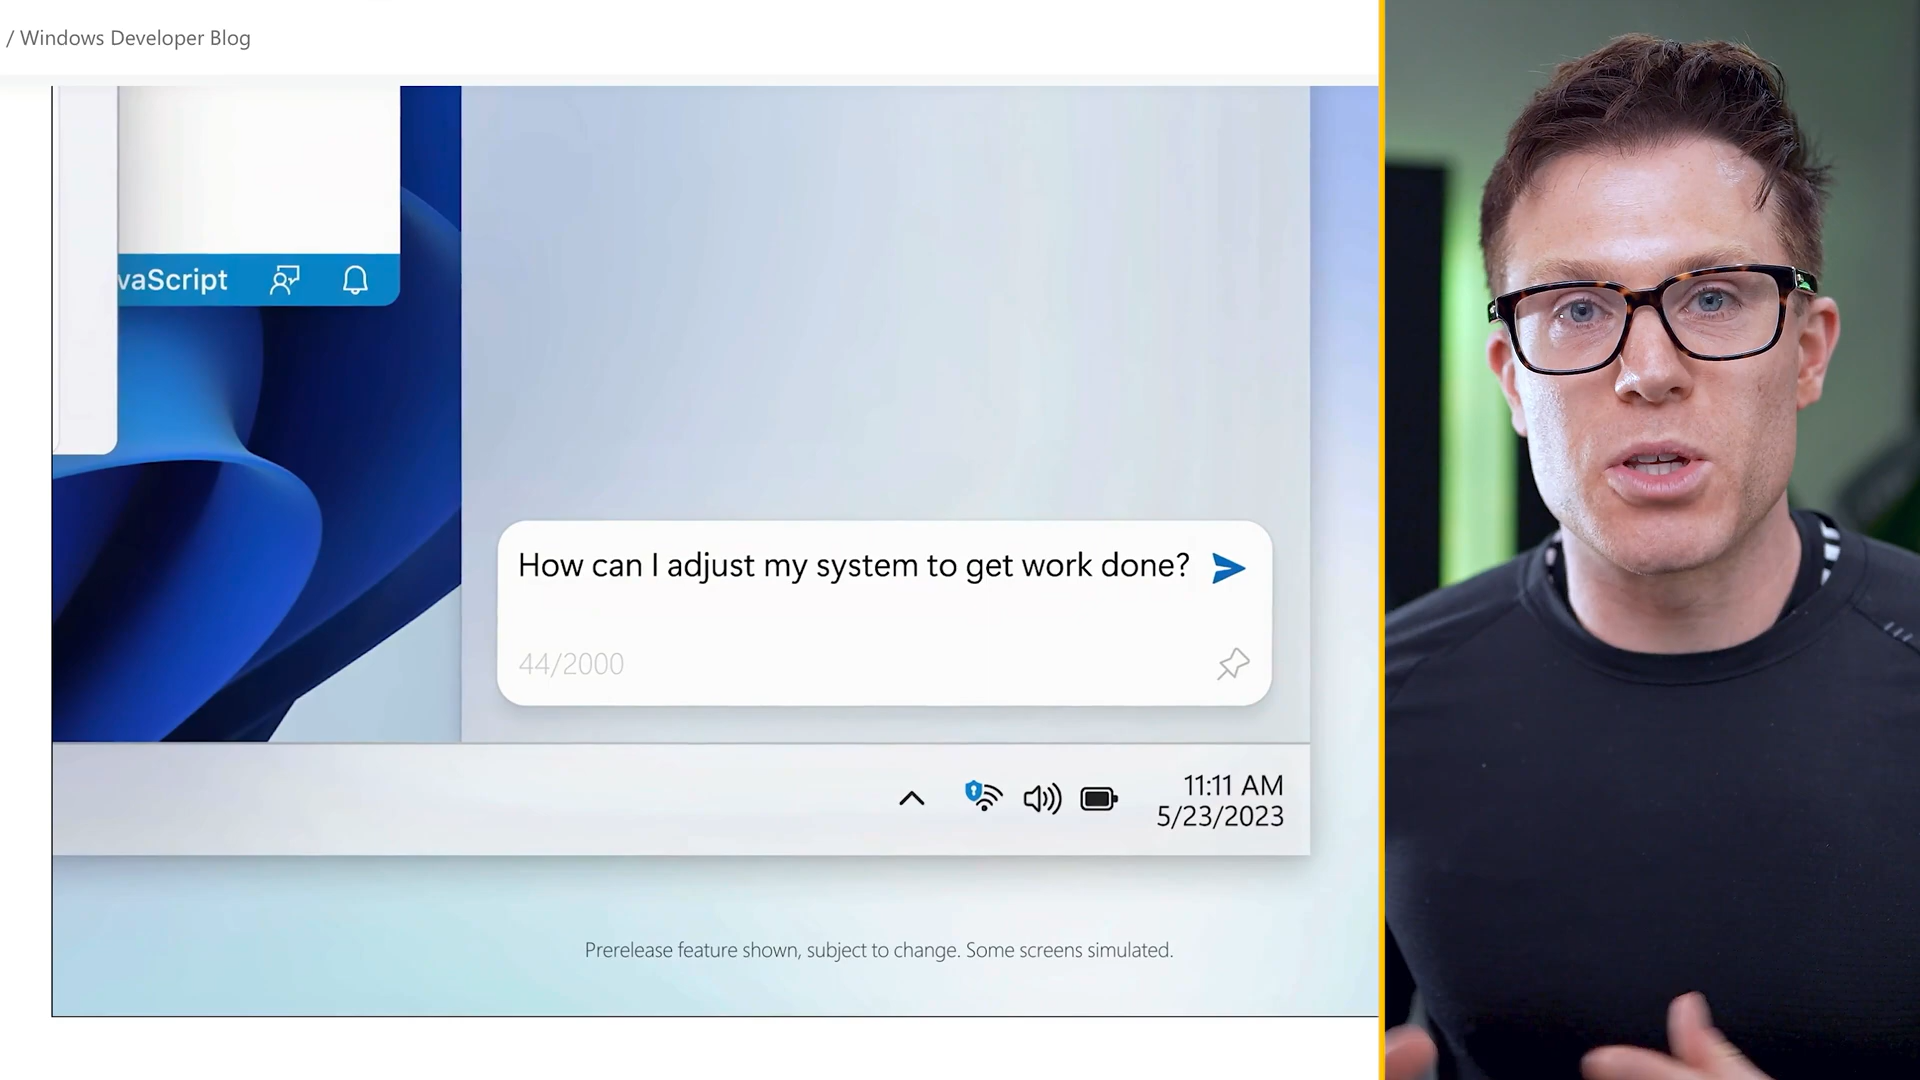 / Windows Developer Blog
vaScript
How can I adjust my system to get work done?
44/2000
11:11 AM
5/23/2023
Prerelease feature shown, subject to change. Some screens simulated.